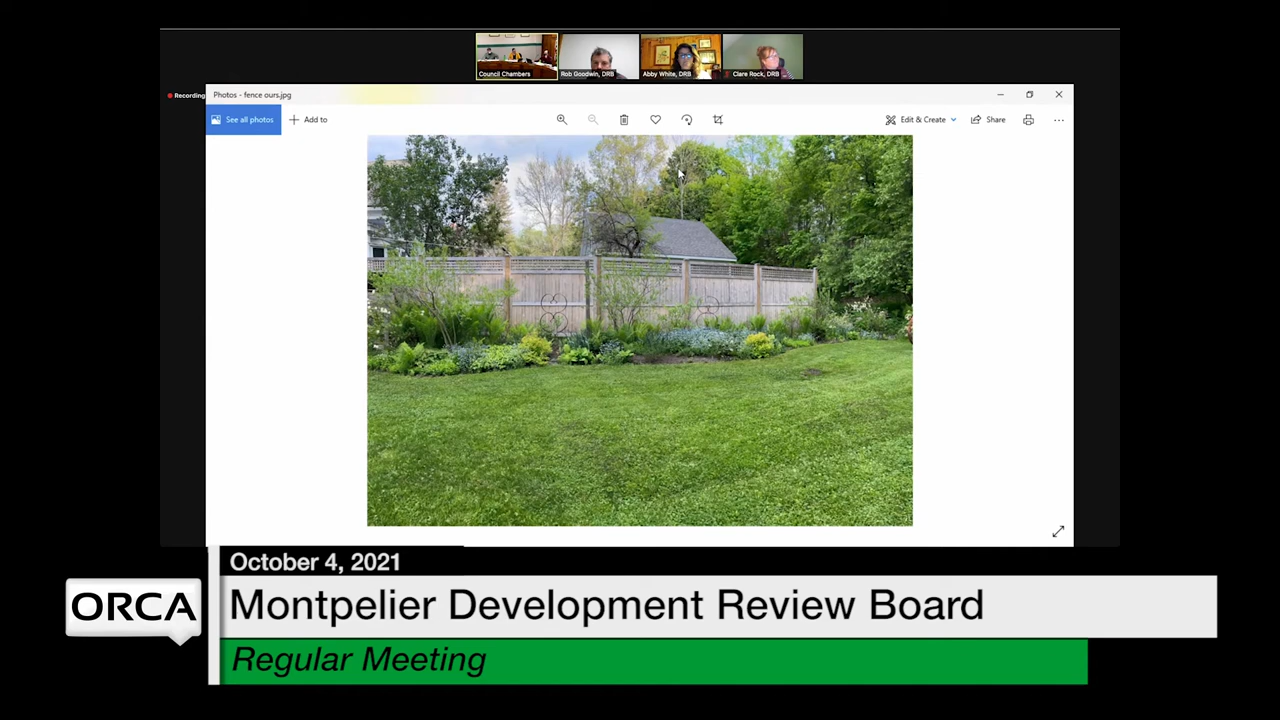 Council Chambers
Rob Goodwin, DRB
Abby White, DRB
Clare Rock, DRB
Recording
Photos - fence ours.jpg
See all photos
Add to
Edit & Create
Share
October 4, 2021
ORCA
Montpelier Development Review Board
Regular Meeting